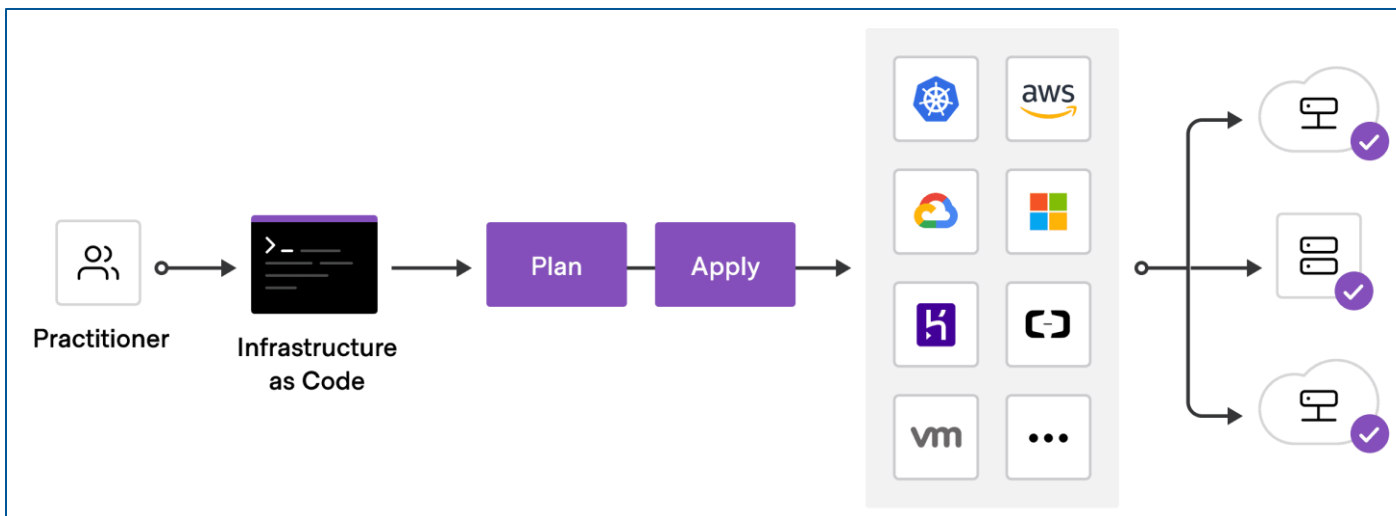 Practitioner
Infrastructure
as Code
Plan
Apply
aws
vm